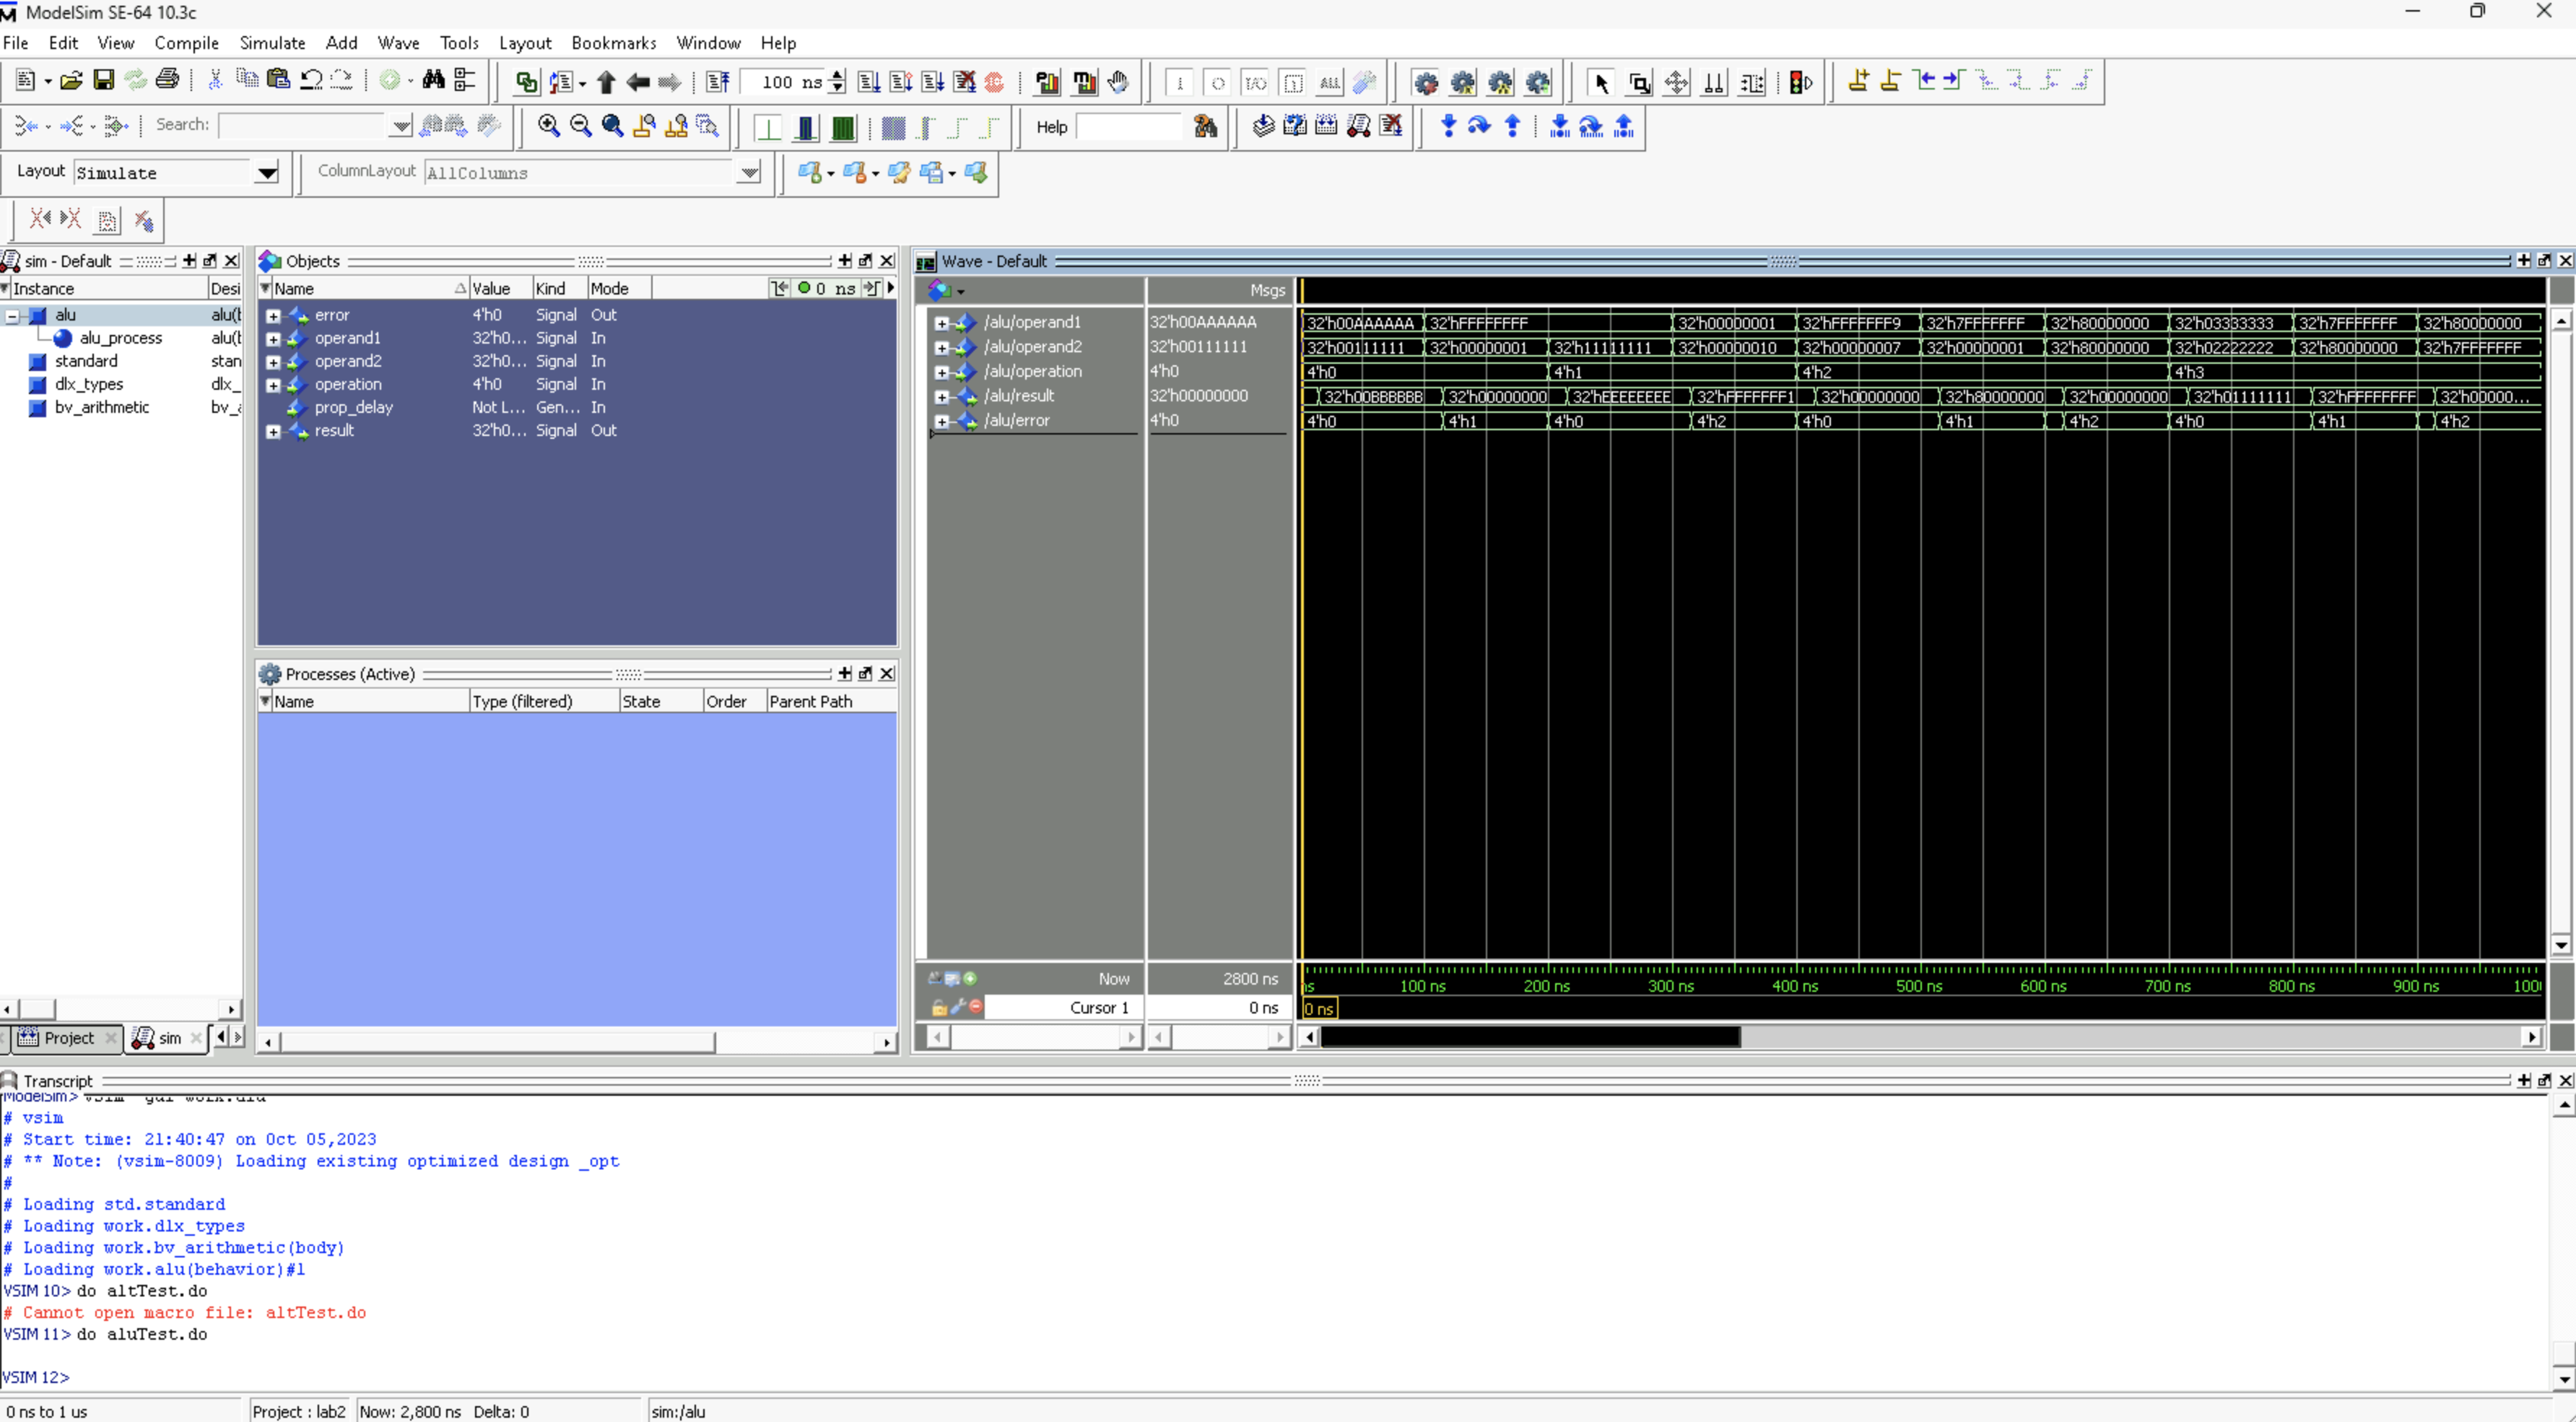 ModelSim SE-64 10.3c
File Edit View Compile Simulate Add Wave Tools Layout Bookmarks Window Help
100 ns
Search:
Help
Layout Simulate ColumnLayout AllColumns
sim - Default
Instance Desi
alu alu(b
alu_process alu(b
standard stan
dlx_types dlx_
bv_arithmetic bv_a
Project sim
Objects
Name Value Kind Mode 0 ns
error 4'h0 Signal Out
operand1 32'h0... Signal In
operand2 32'h0... Signal In
operation 4'h0 Signal In
prop_delay Not L... Gen... In
result 32'h0... Signal Out
Processes (Active)
Name Type (filtered) State Order Parent Path
Wave - Default
Msgs
/alu/operand1 32'h00AAAAAA 32'h00AAAAAA 32'hFFFFFFFF 32'h00000001 32'hFFFFFFF9 32'h7FFFFFFF 32'h80000000 32'h03333333 32'h7FFFFFFF 32'h80000000
/alu/operand2 32'h00111111 32'h00111111 32'h00000001 32'h11111111 32'h00000010 32'h00000007 32'h00000001 32'h80000000 32'h02222222 32'h80000000 32'h7FFFFFFF
/alu/operation 4'h0 4'h0 4'h1 4'h2 4'h3
/alu/result 32'h00000000 32'h00BBBBBB 32'h00000000 32'hEEEEEEEE 32'hFFFFFFF1 32'h00000000 32'h80000000 32'h00000000 32'h01111111 32'hFFFFFFFF 32'h00000...
/alu/error 4'h0 4'h0 4'h1 4'h0 4'h2 4'h0 4'h1 4'h2 4'h0 4'h1 4'h2
Now 2800 ns ns 100 ns 200 ns 300 ns 400 ns 500 ns 600 ns 700 ns 800 ns 900 ns 100
Cursor 1 0 ns 0 ns
Transcript
ModelSim> vsim -gui work.alu
# vsim
# Start time: 21:40:47 on Oct 05,2023
# ** Note: (vsim-8009) Loading existing optimized design _opt
#
# Loading std.standard
# Loading work.dlx_types
# Loading work.bv_arithmetic(body)
# Loading work.alu(behavior)#1
VSIM 10> do altTest.do
# Cannot open macro file: altTest.do
VSIM 11> do aluTest.do
VSIM 12>
0 ns to 1 us Project : lab2 Now: 2,800 ns Delta: 0 sim:/alu